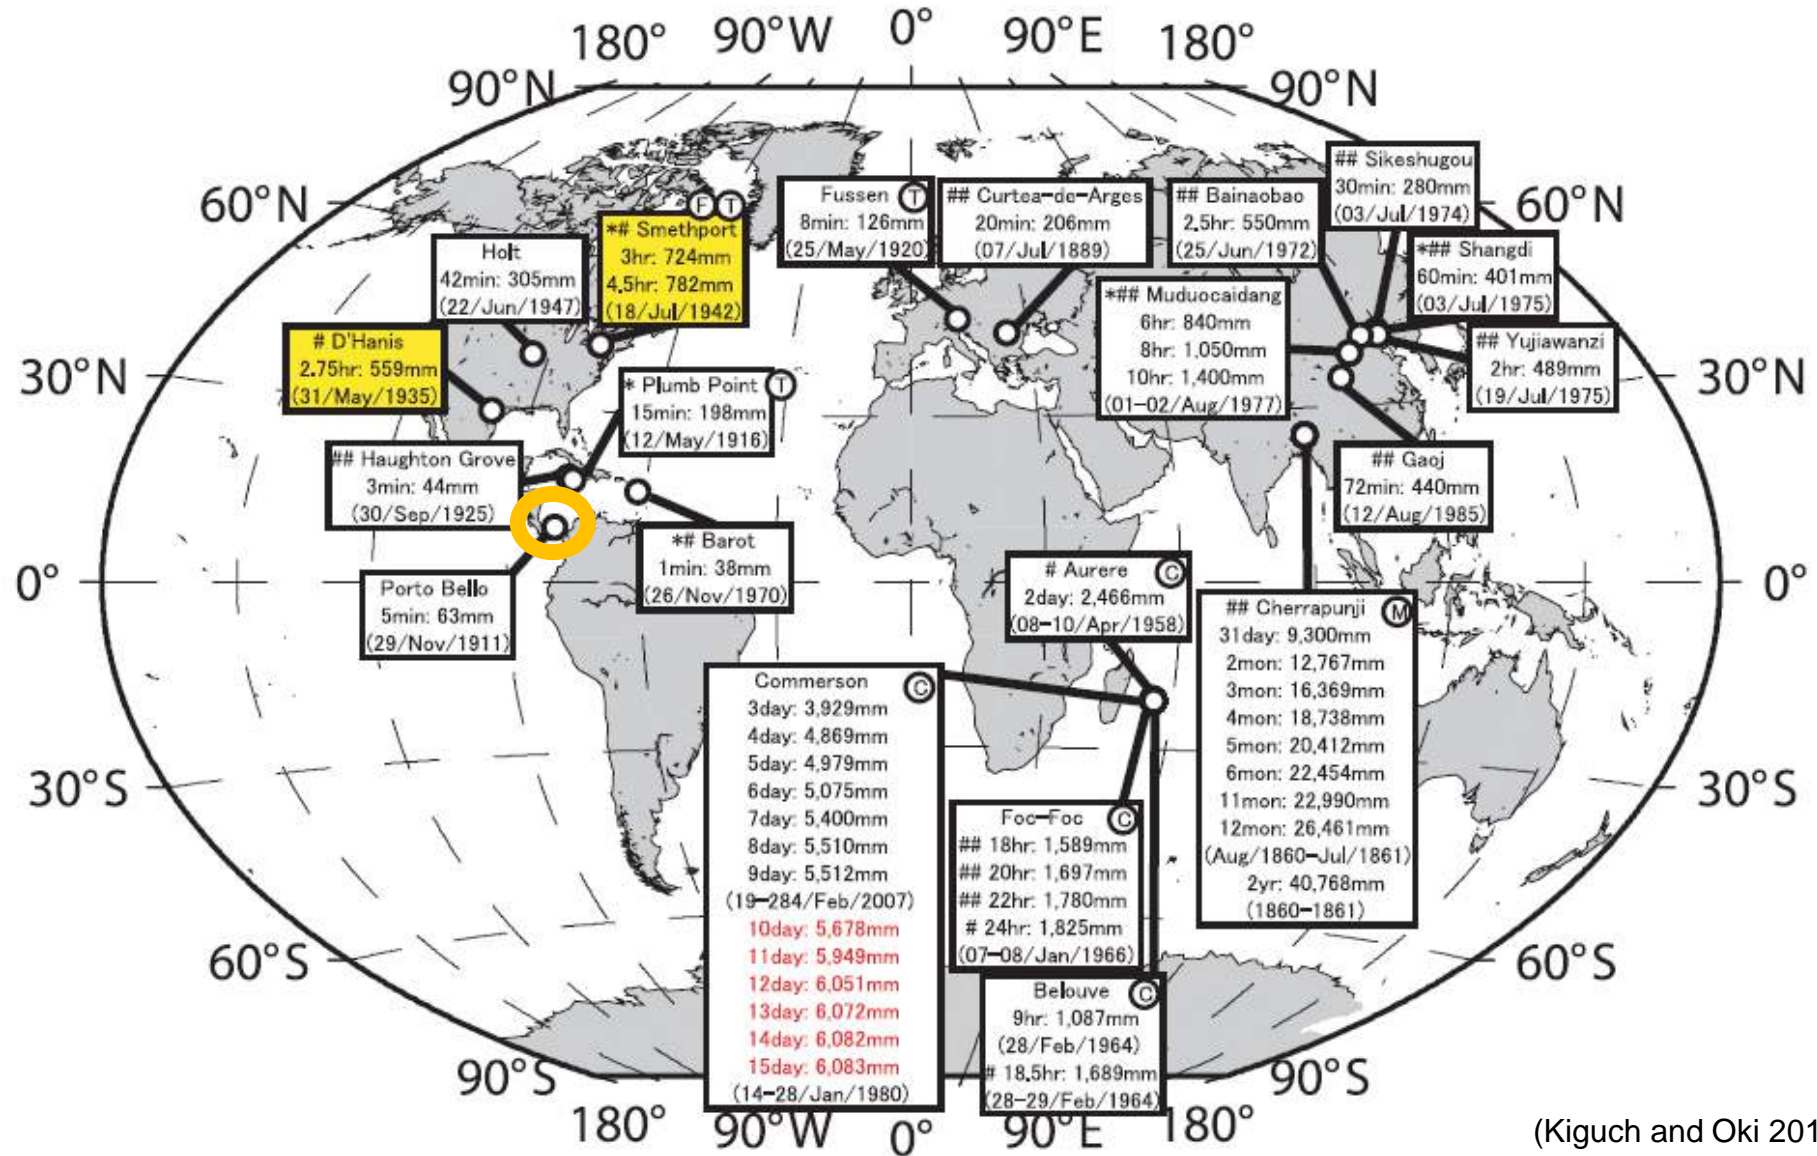 180° 90°W 0° 90°E 180°
90°N
90°N
60°N
60°N
30°N
30°N
0°
0°
30°S
30°S
60°S
60°S
90°S
90°S
180° 90°W 0° 90°E 180°
Holt
42min: 305mm
(22/Jun/1947)
F T
*# Smethport
3hr: 724mm
4.5hr: 782mm
(18/Jul/1942)
# D'Hanis
2.75hr: 559mm
(31/May/1935)
* Plumb Point T
15min: 198mm
(12/May/1916)
## Haughton Grove
3min: 44mm
(30/Sep/1925)
Porto Bello
5min: 63mm
(29/Nov/1911)
*# Barot
1min: 38mm
(26/Nov/1970)
Fussen T
8min: 126mm
(25/May/1920)
## Curtea-de-Arges
20min: 206mm
(07/Jul/1889)
## Bainaobao
2.5hr: 550mm
(25/Jun/1972)
## Sikeshugou
30min: 280mm
(03/Jul/1974)
*## Shangdi
60min: 401mm
(03/Jul/1975)
*## Muduocaidang
6hr: 840mm
8hr: 1,050mm
10hr: 1,400mm
(01-02/Aug/1977)
## Yujiawanzi
2hr: 489mm
(19/Jul/1975)
## Gaoj
72min: 440mm
(12/Aug/1985)
# Aurere C
2day: 2,466mm
(08-10/Apr/1958)
## Cherrapunji M
31day: 9,300mm
2mon: 12,767mm
3mon: 16,369mm
4mon: 18,738mm
5mon: 20,412mm
6mon: 22,454mm
11mon: 22,990mm
12mon: 26,461mm
(Aug/1860-Jul/1861)
2yr: 40,768mm
(1860-1861)
Commerson C
3day: 3,929mm
4day: 4,869mm
5day: 4,979mm
6day: 5,075mm
7day: 5,400mm
8day: 5,510mm
9day: 5,512mm
(19-284/Feb/2007)
10day: 5,678mm
11day: 5,949mm
12day: 6,051mm
13day: 6,072mm
14day: 6,082mm
15day: 6,083mm
(14-28/Jan/1980)
Foc-Foc C
## 18hr: 1,589mm
## 20hr: 1,697mm
## 22hr: 1,780mm
# 24hr: 1,825mm
(07-08/Jan/1966)
Belouve C
9hr: 1,087mm
(28/Feb/1964)
# 18.5hr: 1,689mm
(28-29/Feb/1964)
(Kiguch and Oki 201